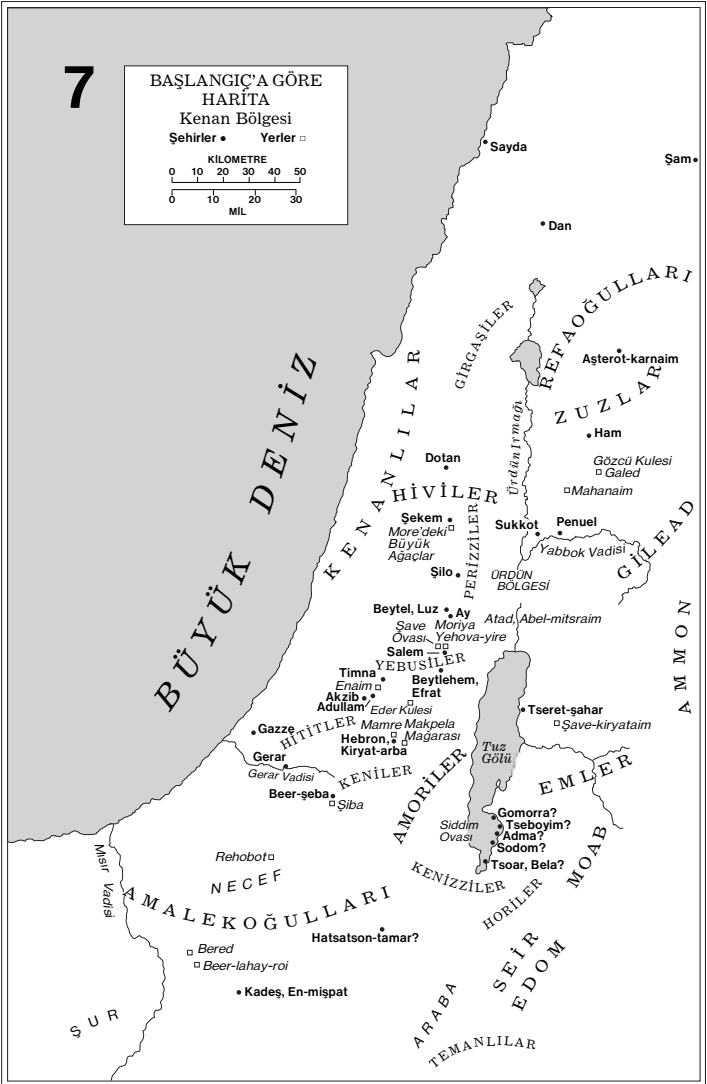 7
BAŞLANGIÇ'A GÖRE
HARİTA
Kenan Bölgesi
Şehirler
Yerler
KİLOMETRE
0 10 20 30 40 50
0 10 20 30
MİL
Sayda
Şam
Dan
REFAOĞULLARI
GİRGAŞİLER
Aşterot-karnaim
ZUZLAR
BÜYÜK DENİZ
KENANLILAR
Ürdün Irmağı
Ham
Dotan
Gözcü Kulesi
Galed
Mahanaim
HİVİLER
Şekem
More'deki
Büyük
Ağaçlar
PERİZZİLER
Sukkot
Penuel
Yabbok Vadisi
GİLEAD
Şilo
ÜRDÜN
BÖLGESİ
Beytel, Luz
Ay
Atad, Abel-mitsraim
AMMON
Şave
Ovası
Moriya
Yehova-yire
Salem
YEBUSİLER
Timna
Enaim
Beytlehem,
Efrat
Akzib
Adullam
Eder Kulesi
Tseret-şahar
Şave-kiryataim
Gazze
HİTİTLER
Mamre
Makpela
Mağarası
Hebron,
Kiryat-arba
Tuz
Gölü
Gerar
Gerar Vadisi
KENİLER
AMORİLER
EMLER
Beer-şeba
Şiba
Gomorra?
Siddim
Ovası
Tseboyim?
Adma?
Sodom?
Tsoar, Bela?
MOAB
Mısır Vadisi
Rehobot
NECEF
KENİZZİLER
HORİLER
AMALEKOĞULLARI
Hatsatson-tamar?
Bered
Beer-lahay-roi
SEİR
EDOM
Kadeş, En-mişpat
ŞUR
ARABA
TEMANLILAR